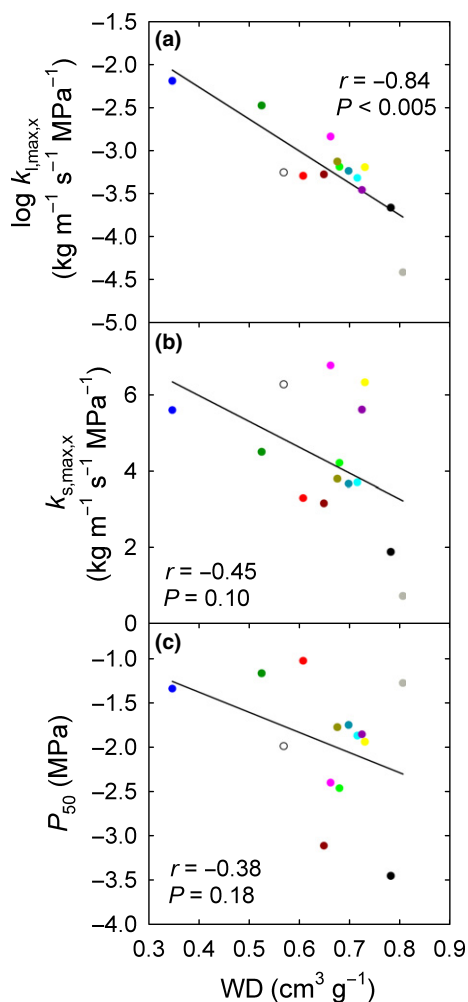 (a)
−1.5
−2.0
−2.5
−3.0
−3.5
−4.0
−4.5
−5.0
log k_l,max,x
(kg m⁻¹ s⁻¹ MPa⁻¹)
r = −0.84
P < 0.005
(b)
6
4
2
0
k_s,max,x
(kg m⁻¹ s⁻¹ MPa⁻¹)
r = −0.45
P = 0.10
(c)
−1.0
−1.5
−2.0
−2.5
−3.0
−3.5
−4.0
P₅₀ (MPa)
r = −0.38
P = 0.18
0.3 0.4 0.5 0.6 0.7 0.8 0.9
WD (cm³ g⁻¹)